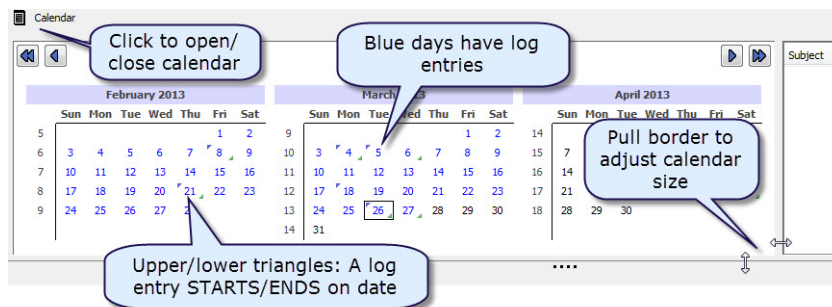 Calendar
Click to open/
close calendar
Blue days have log
entries
Subject
February 2013
March 2013
April 2013
Sun Mon Tue Wed Thu Fri Sat
Sun Mon Tue Wed Thu Fri Sat
Sun Mon Tue Wed Thu Fri Sat
5 1 2
9 1 2
14
6 3 4 5 6 7 8 9
10 3 4 5 6 7 8 9
15 7
7 10 11 12 13 14 15 16
11 10 11 12 13 14 15 16
16 14
8 17 18 19 20 21 22 23
12 17 18 19 20 21 22 23
17 21
9 24 25 26 27
13 24 25 26 27 28 29 30
18 28 29 30
14 31
Pull border to
adjust calendar
size
Upper/lower triangles: A log
entry STARTS/ENDS on date